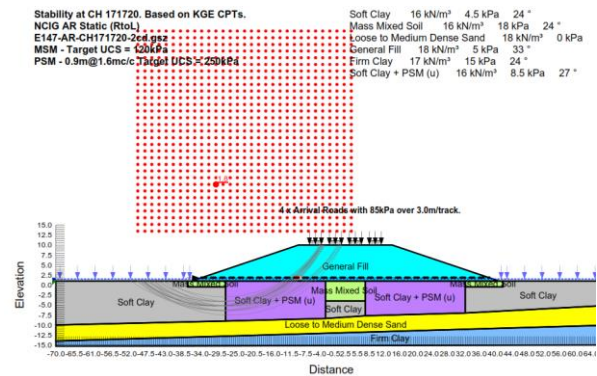 Stability at CH 171720. Based on KGE CPTs.
NCIG AR Static (RtoL)
E147-AR-CH171720-2cd.gsz
MSM - Target UCS = 120kPa
PSM - 0.9m@1.6mc/c Target UCS = 250kPa
Soft Clay 16 kN/m³ 4.5 kPa 24 °
Mass Mixed Soil 16 kN/m³ 18 kPa 24 °
Loose to Medium Dense Sand 18 kN/m³ 0 kPa
General Fill 18 kN/m³ 5 kPa 33 °
Firm Clay 17 kN/m³ 15 kPa 24 °
Soft Clay + PSM (u) 16 kN/m³ 8.5 kPa 27 °
4 x Arrival Roads with 85kPa over 3.0m/track.
General Fill
Mass Mixed Soil
Mass Mixed Soil
Mass Mixed Soil
Soft Clay
Soft Clay + PSM (u)
Soft Clay
Soft Clay + PSM (u)
Soft Clay
Loose to Medium Dense Sand
Firm Clay
Elevation
15.0
12.5
10.0
7.5
5.0
2.5
0.0
-2.5
-5.0
-7.5
-10.0
-12.5
-15.0
Distance